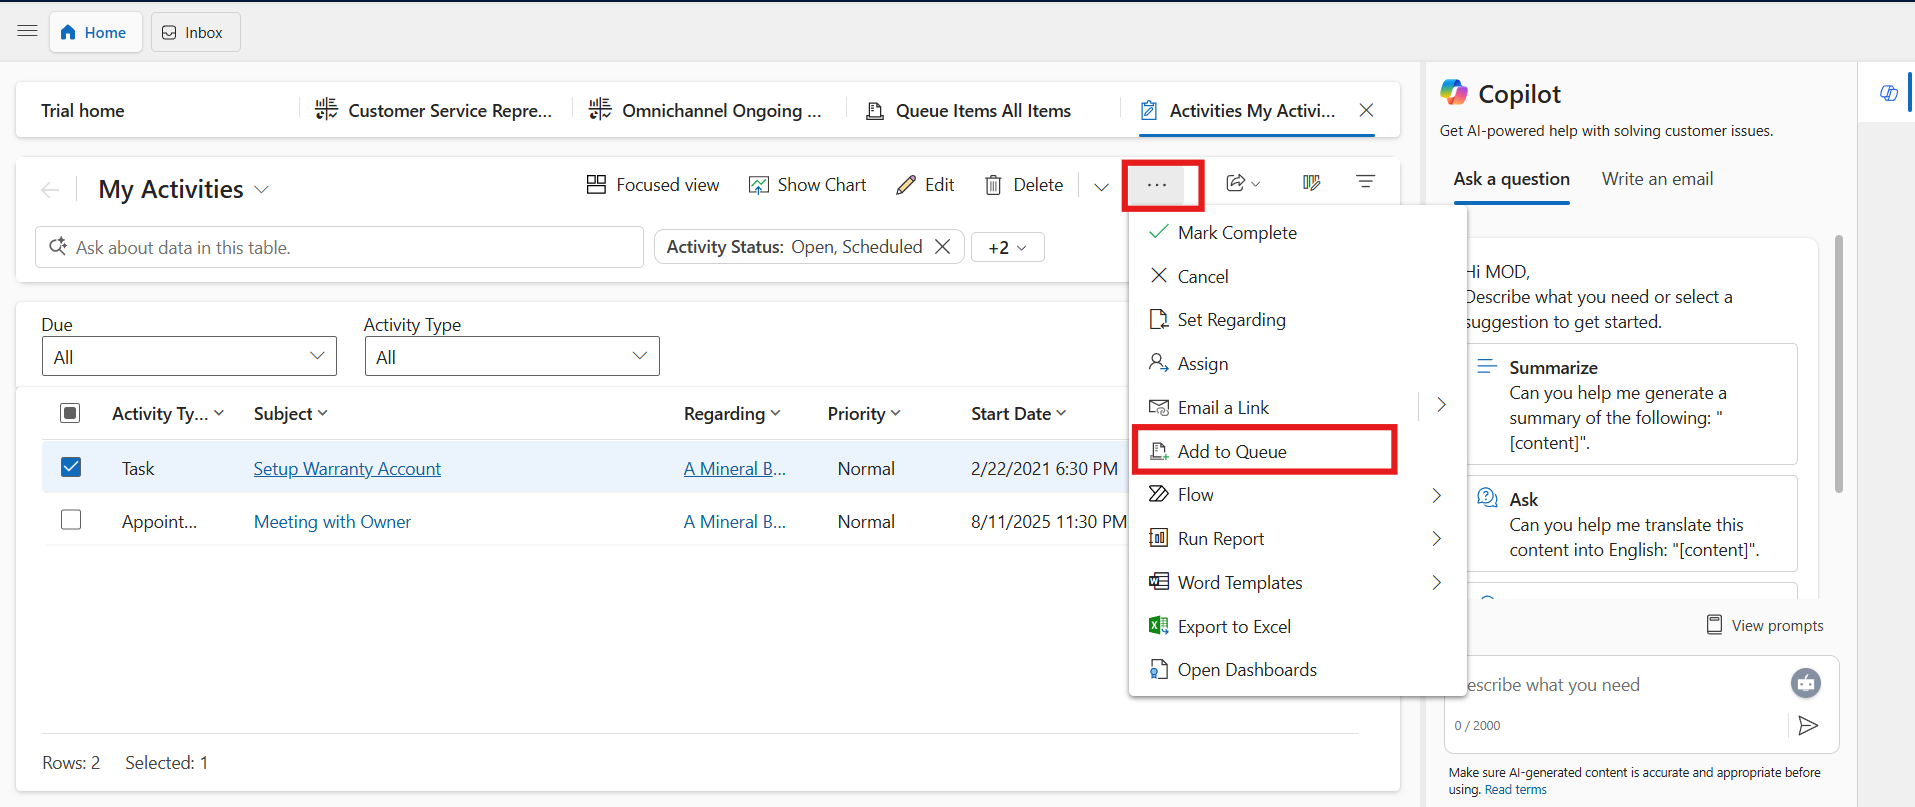 Home
Inbox
Trial home
Customer Service Repre...
Omnichannel Ongoing ...
Queue Items All Items
Activities My Activi...
My Activities
Focused view
Show Chart
Edit
Delete
Ask about data in this table.
Activity Status: Open, Scheduled
+2
Due
Activity Type
All
All
Activity Ty...
Subject
Regarding
Priority
Start Date
Task
Setup Warranty Account
A Mineral B...
Normal
2/22/2021 6:30 PM
Appoint...
Meeting with Owner
A Mineral B...
Normal
8/11/2025 11:30 PM
Rows: 2
Selected: 1
Mark Complete
Cancel
Set Regarding
Assign
Email a Link
Add to Queue
Flow
Run Report
Word Templates
Export to Excel
Open Dashboards
Copilot
Get AI-powered help with solving customer issues.
Ask a question
Write an email
Hi MOD,
Describe what you need or select a
suggestion to get started.
Summarize
Can you help me generate a
summary of the following: "
[content]".
Ask
Can you help me translate this
content into English: "[content]".
View prompts
escribe what you need
0 / 2000
Make sure AI-generated content is accurate and appropriate before
using. Read terms